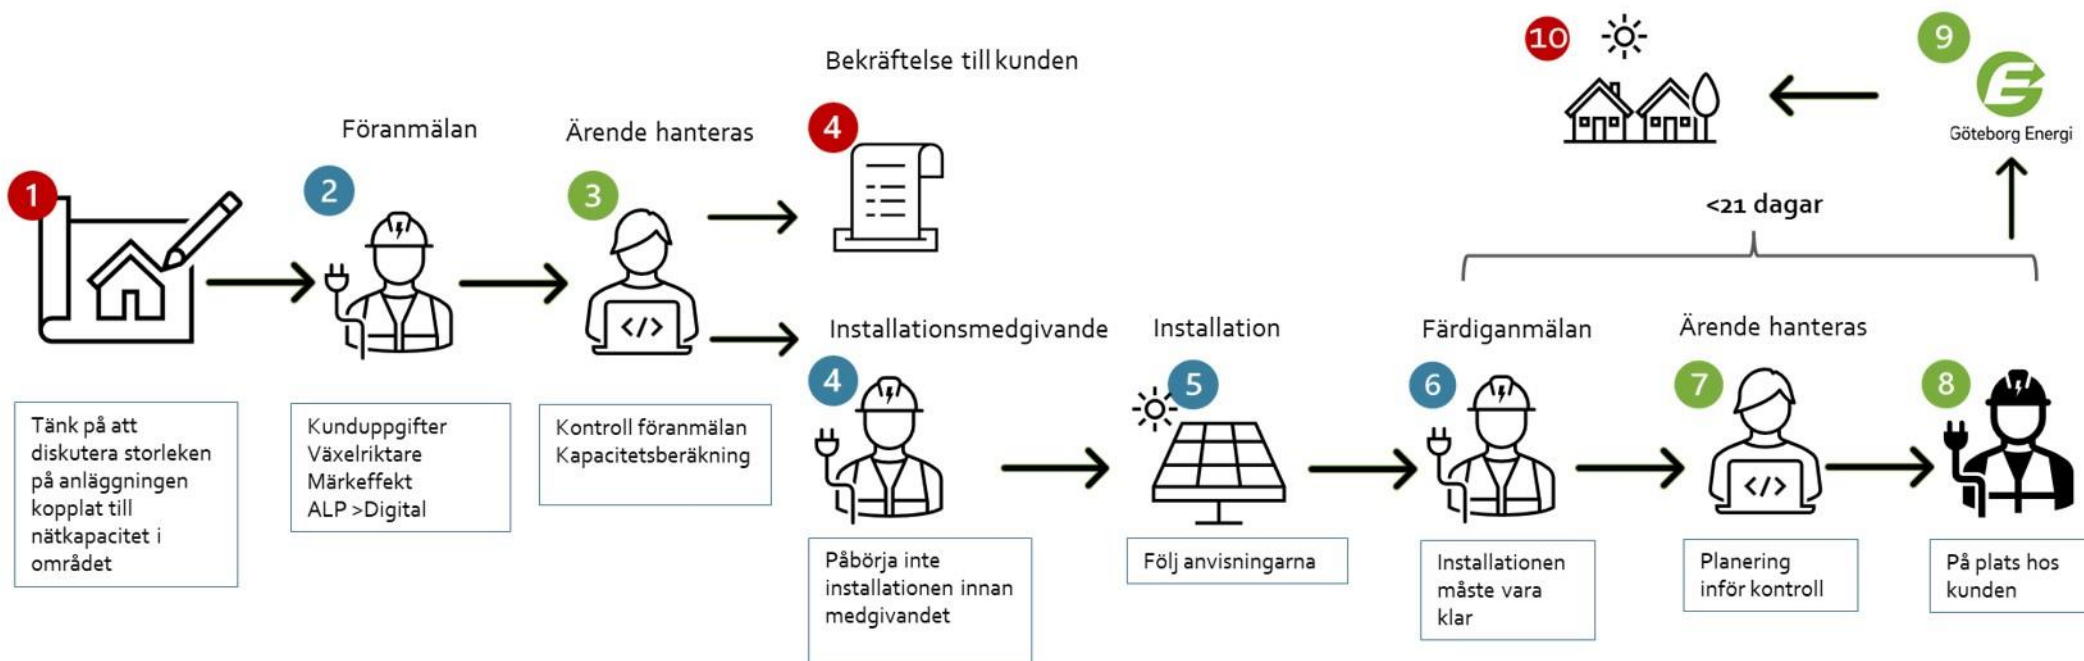 1
Tänk på att
diskutera storleken
på anläggningen
kopplat till
nätkapacitet i
området
Föranmälan
2
Kunduppgifter
Växelriktare
Märkeffekt
ALP >Digital
Ärende hanteras
3
</>
Kontroll föranmälan
Kapacitetsberäkning
Bekräftelse till kunden
4
Installationsmedgivande
4
Påbörja inte
installationen innan
medgivandet
Installation
5
Följ anvisningarna
<21 dagar
Färdiganmälan
6
Installationen
måste vara
klar
Ärende hanteras
7
</>
Planering
inför kontroll
8
På plats hos
kunden
9
E
Göteborg Energi
10